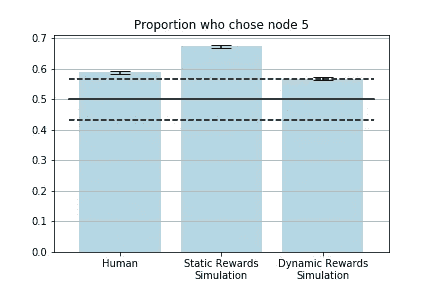 Proportion who chose node 5
0.7
0.6
0.5
0.4
0.3
0.2
0.1
0.0
Human
Static Rewards
Simulation
Dynamic Rewards
Simulation